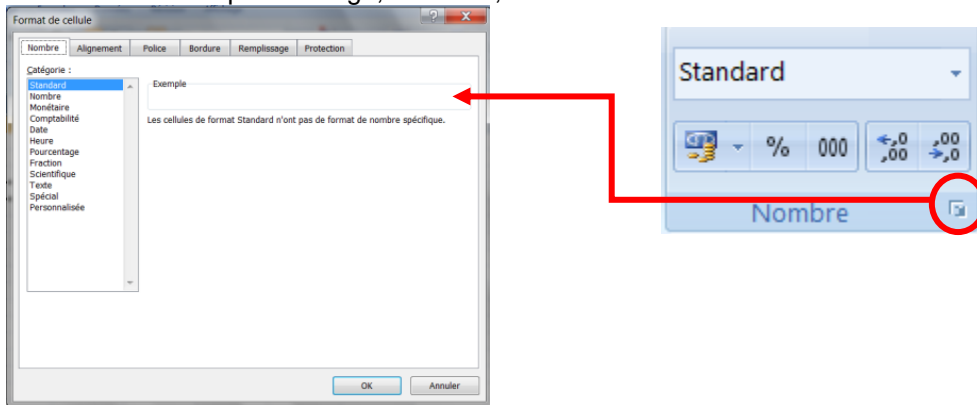 Format de cellule
Nombre Alignement Police Bordure Remplissage Protection
Catégorie :
Standard
Nombre
Monétaire
Comptabilité
Date
Heure
Pourcentage
Fraction
Scientifique
Texte
Spécial
Personnalisée
Exemple
Les cellules de format Standard n'ont pas de format de nombre spécifique.
OK Annuler
Standard
% 000 ,0 ,00 ,00 ,0
Nombre